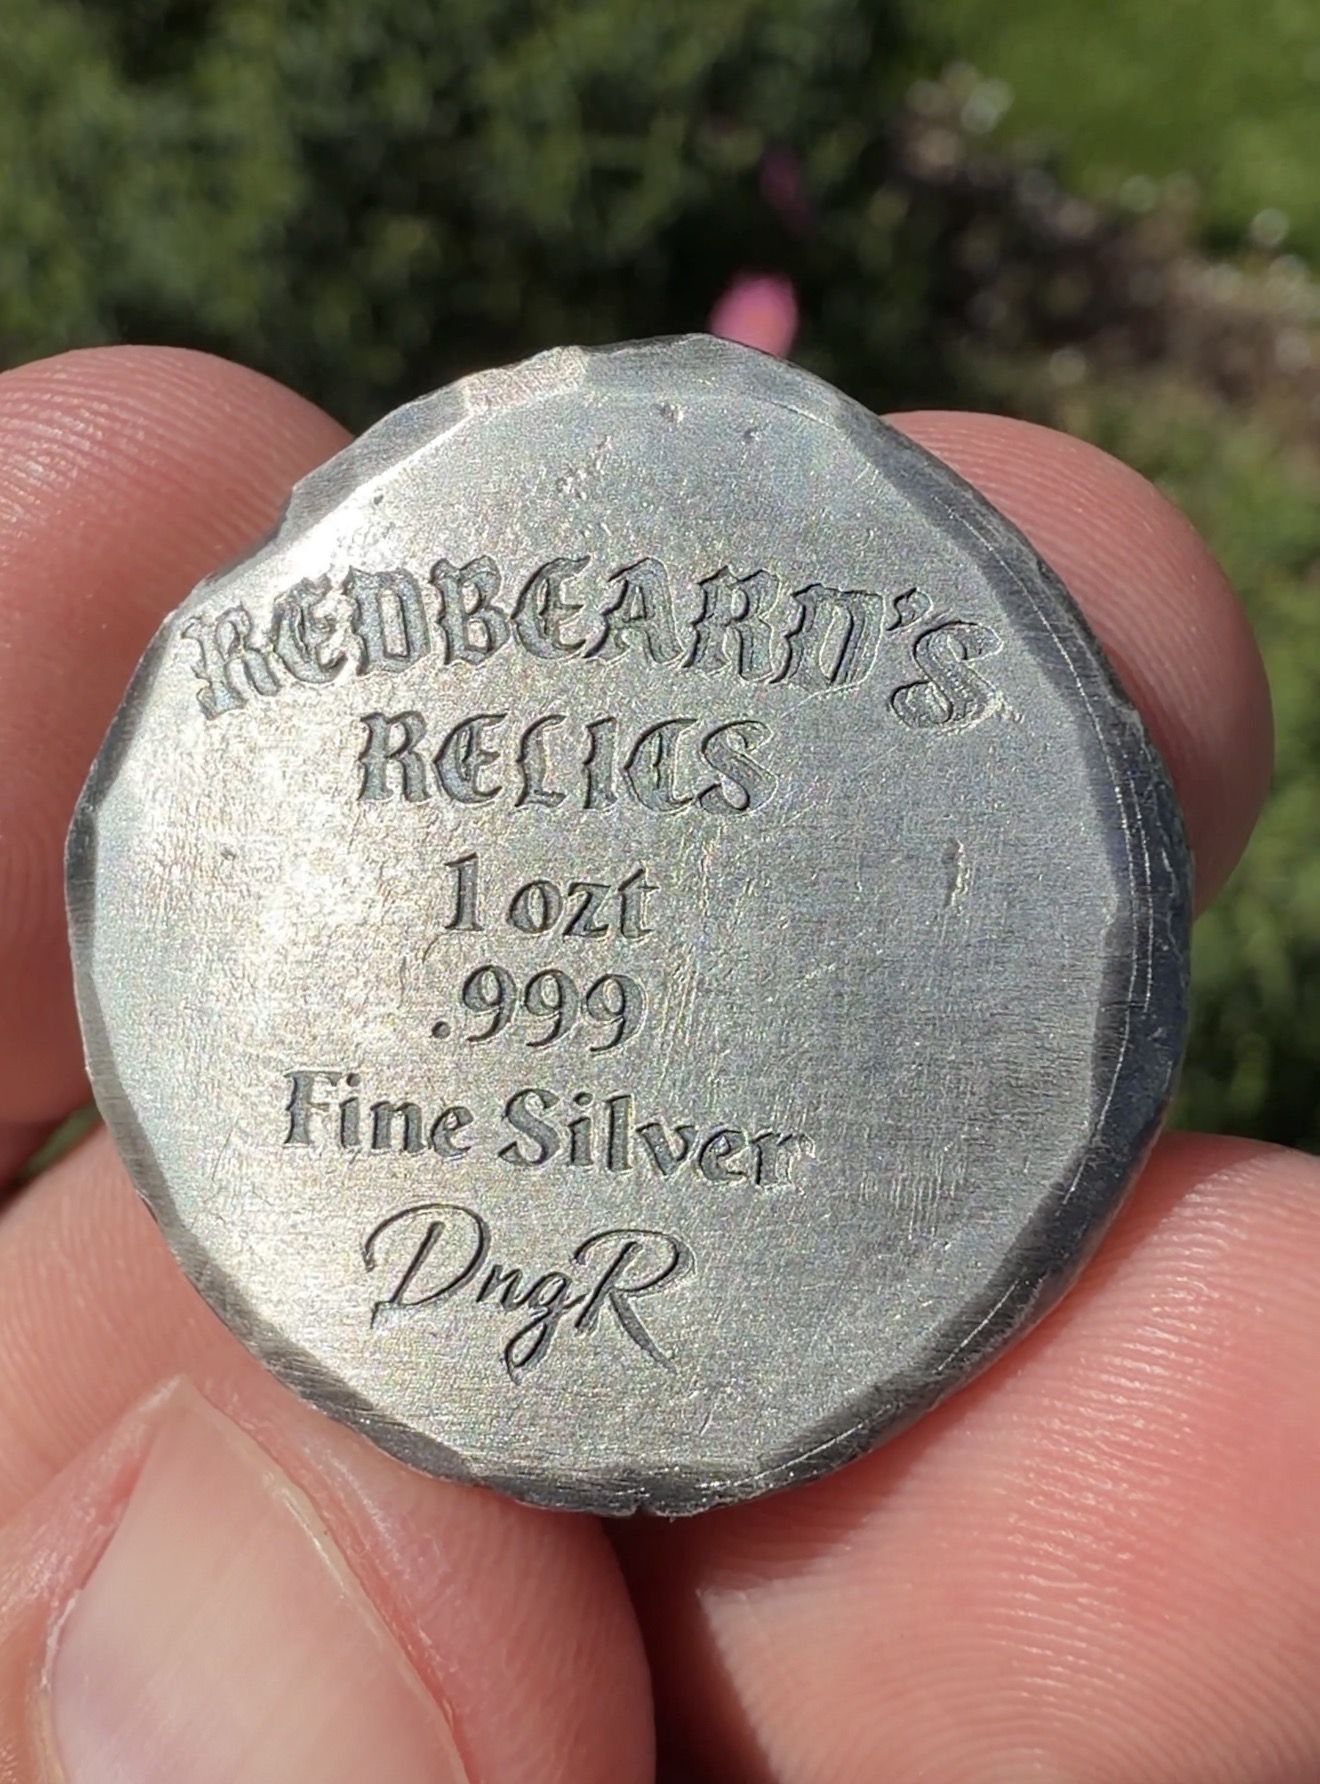 REDBEARD'S
RELICS
1 ozt
.999
Fine Silver
DngR